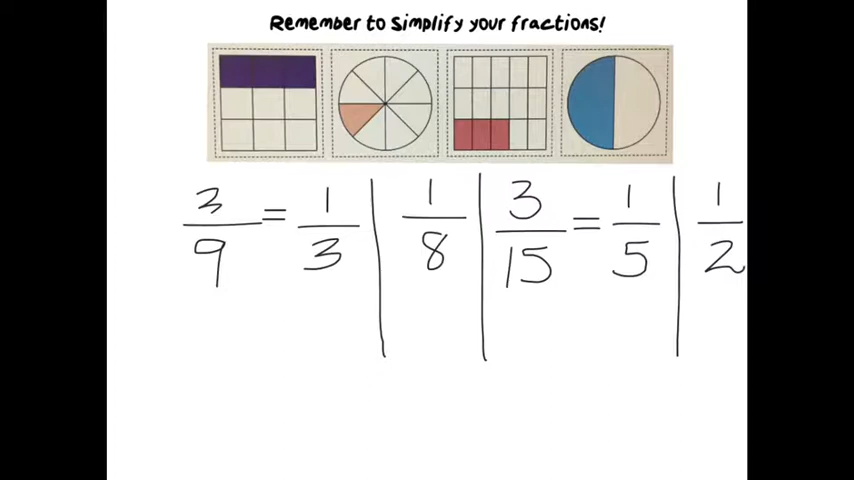 Remember to Simplify your fractions!
3/9 = 1/3 | 1/8 | 3/15 = 1/5 | 1/2